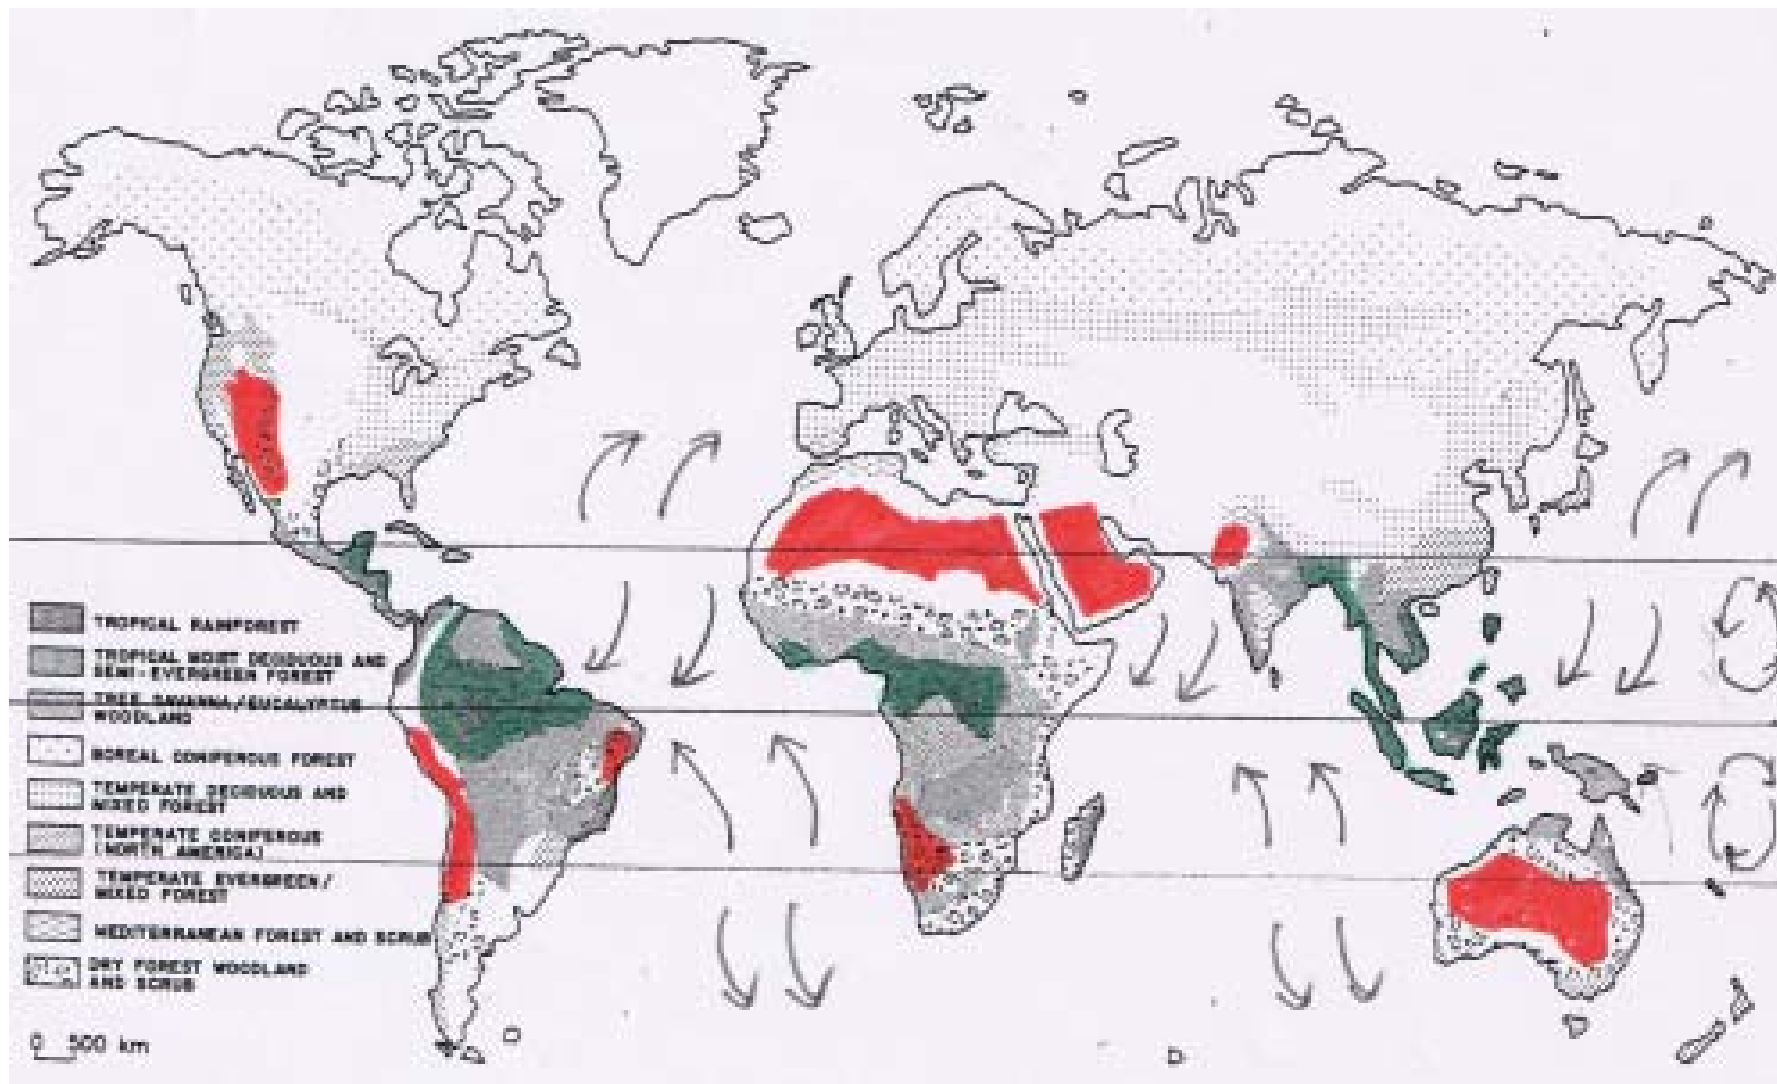 TROPICAL RAINFOREST
TROPICAL MOIST DECIDUOUS AND
SEMI-EVERGREEN FOREST
TREE SAVANNA/EUCALYPTUS
WOODLAND
BOREAL CONIFEROUS FOREST
TEMPERATE DECIDUOUS AND
MIXED FOREST
TEMPERATE CONIFEROUS
(NORTH AMERICA)
TEMPERATE EVERGREEN/
MIXED FOREST
MEDITERRANEAN FOREST AND SCRUB
DRY FOREST WOODLAND
AND SCRUB
0 500 km